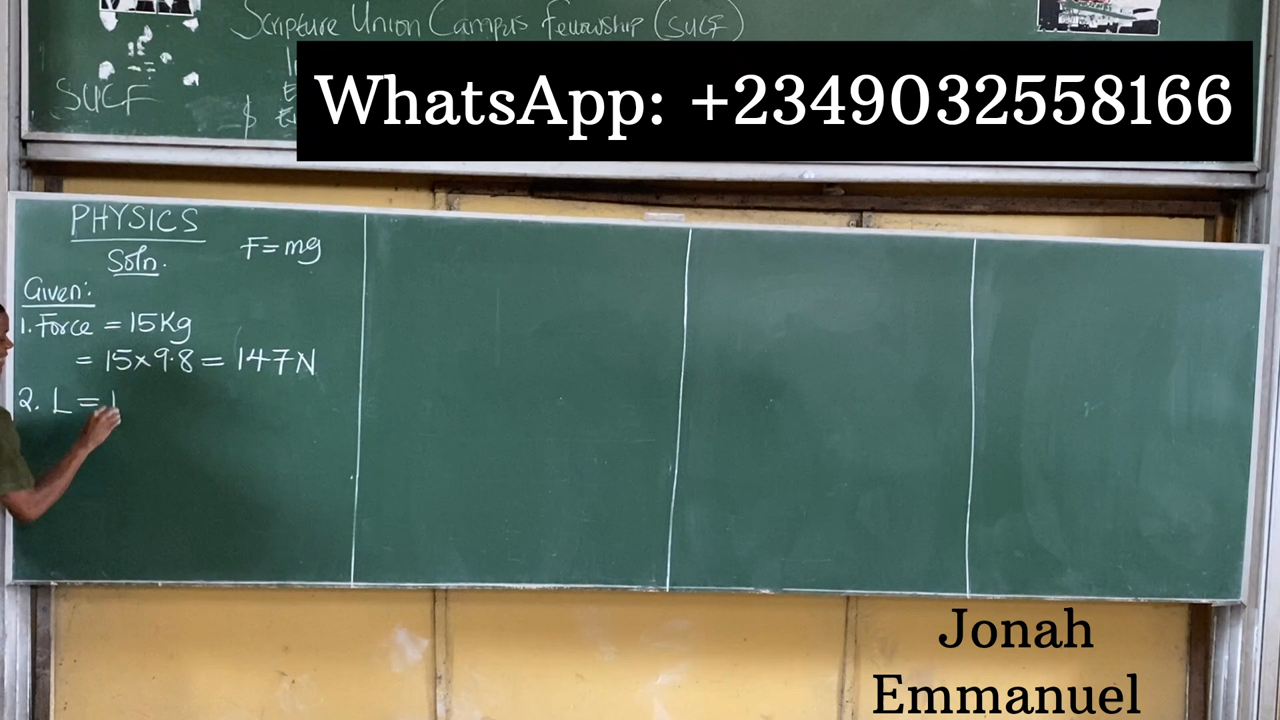 Scripture Union Campus Fellowship (SUCF)
WhatsApp: +2349032558166
SUCF
PHYSICS
Soln.
F = mg
Given:
1. Force = 15Kg
= 15×9.8 = 147N
2. L =
Jonah
Emmanuel